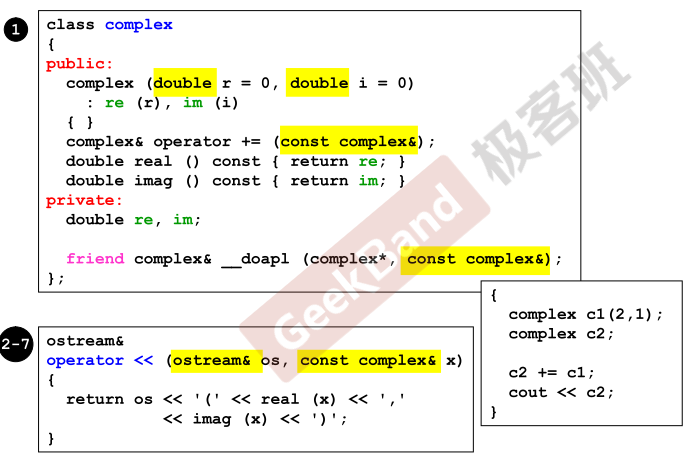 1
class complex
{
public:
complex (double r = 0, double i = 0)
: re (r), im (i)
{ }
complex& operator += (const complex&);
double real () const { return re; }
double imag () const { return im; }
private:
double re, im;
friend complex& __doapl (complex*, const complex&);
};
2-7
ostream&
operator << (ostream& os, const complex& x)
{
return os << '(' << real (x) << ','
<< imag (x) << ')';
}
{
complex c1(2,1);
complex c2;
c2 += c1;
cout << c2;
}
GeekBand 极客班